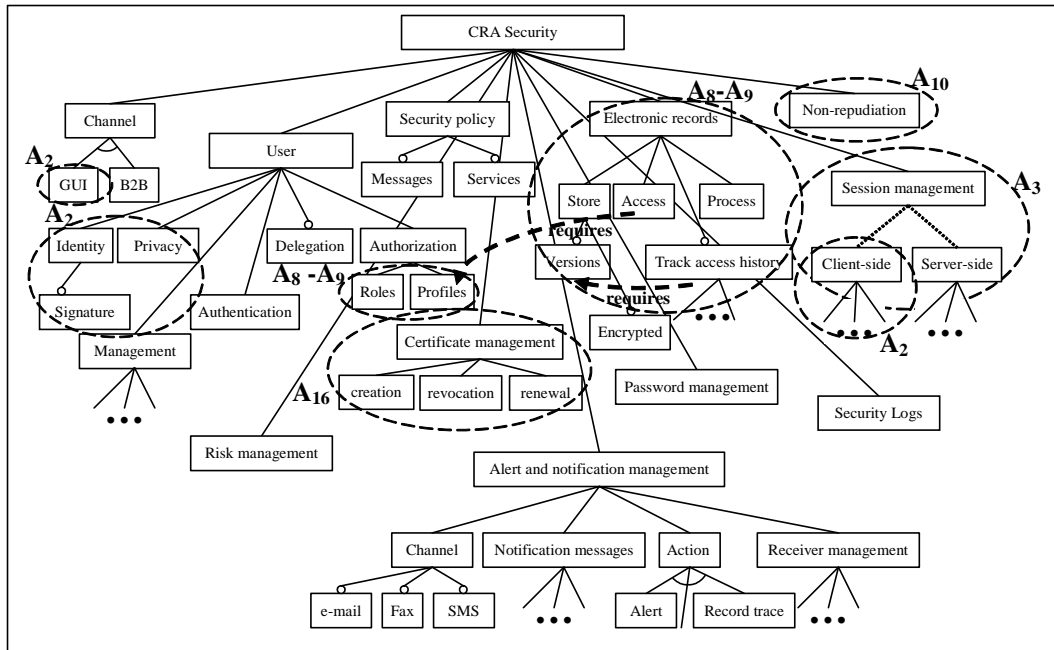 CRA Security
A8-A9
A10
Non-repudiation
Channel
Security policy
Electronic records
User
A2
GUI
B2B
Messages
Services
Session management
A3
A2
Store
Access
Process
Identity
Privacy
Delegation
Authorization
requires
A8 -A9
Versions
Track access history
Client-side
Server-side
Roles
Profiles
requires
Signature
Authentication
•••
•••
•••
Encrypted
A2
Management
Certificate management
A16
creation
revocation
renewal
Password management
•••
Security Logs
Risk management
Alert and notification management
Channel
Notification messages
Action
Receiver management
e-mail
Fax
SMS
•••
Alert
Record trace
•••